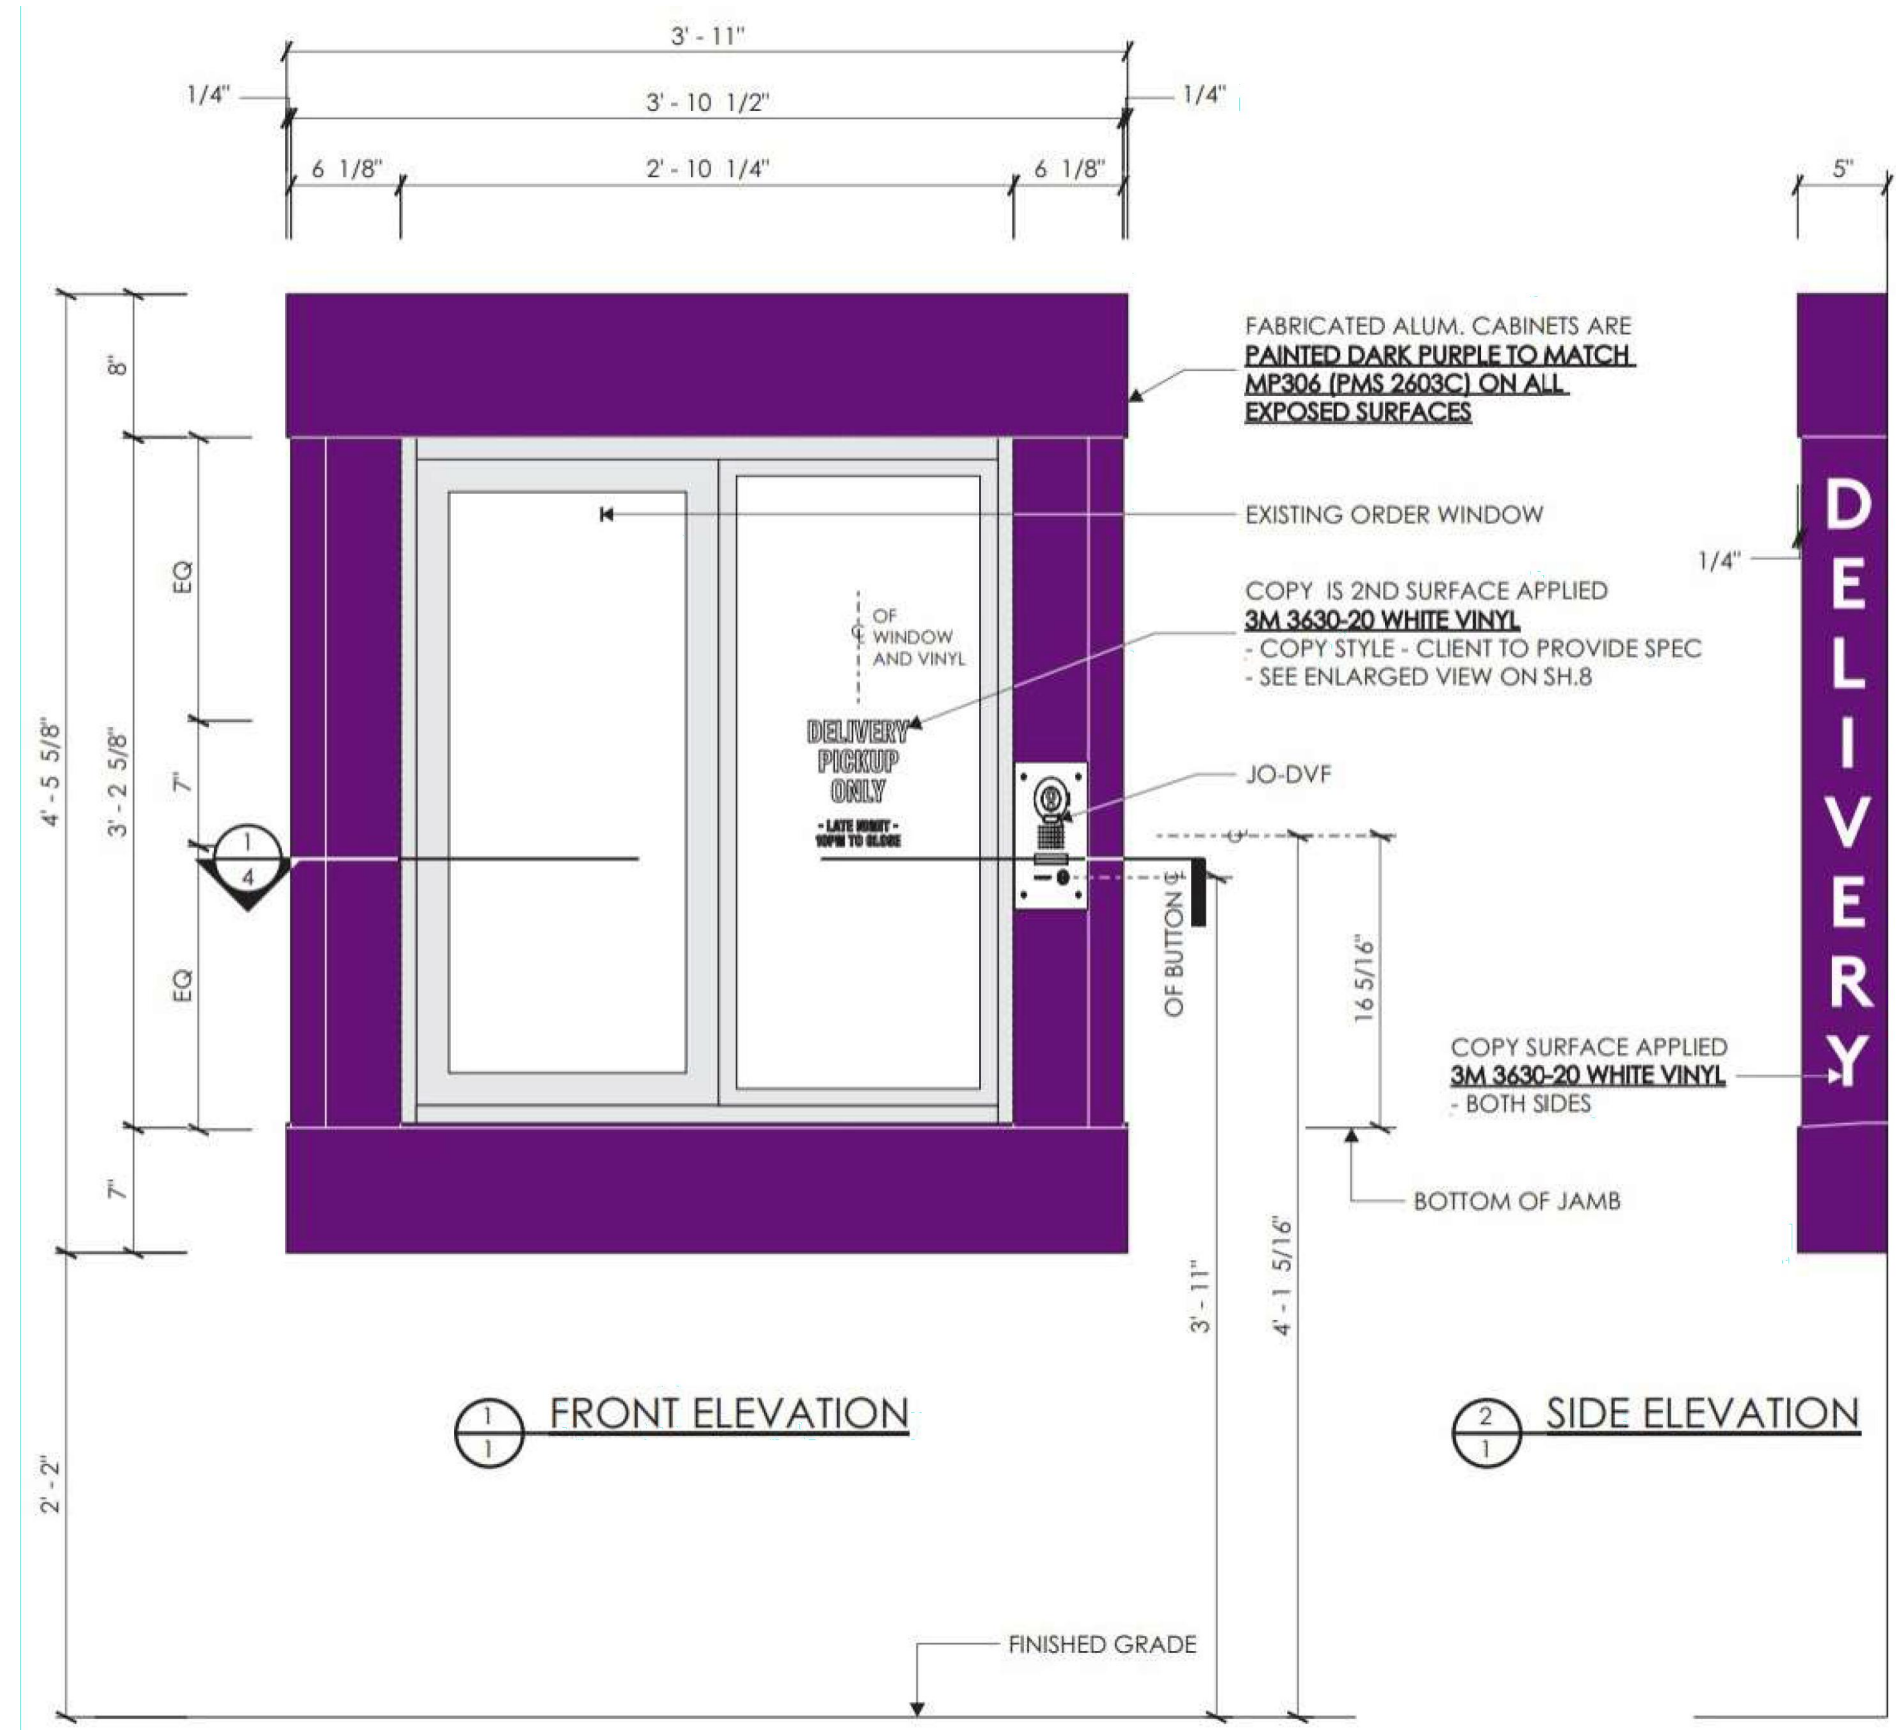 3' - 11"
1/4"
3' - 10 1/2"
1/4"
6 1/8"
2' - 10 1/4"
6 1/8"
5"
8"
FABRICATED ALUM. CABINETS ARE
PAINTED DARK PURPLE TO MATCH
MP306 (PMS 2603C) ON ALL
EXPOSED SURFACES
EXISTING ORDER WINDOW
1/4"
EQ
COPY IS 2ND SURFACE APPLIED
3M 3630-20 WHITE VINYL
- COPY STYLE - CLIENT TO PROVIDE SPEC
- SEE ENLARGED VIEW ON SH.8
℄ OF
WINDOW
AND VINYL
DELIVERY
PICKUP
ONLY
- LATE NIGHT -
10PM TO CLOSE
4' - 5 5/8"
3' - 2 5/8"
7"
JO-DVF
℄
1
4
OF BUTTON ℄
16 5/16"
EQ
DELIVERY
COPY SURFACE APPLIED
3M 3630-20 WHITE VINYL
- BOTH SIDES
7"
BOTTOM OF JAMB
3' - 11"
4' - 1 5/16"
1
1
FRONT ELEVATION
2
1
SIDE ELEVATION
2' - 2"
FINISHED GRADE